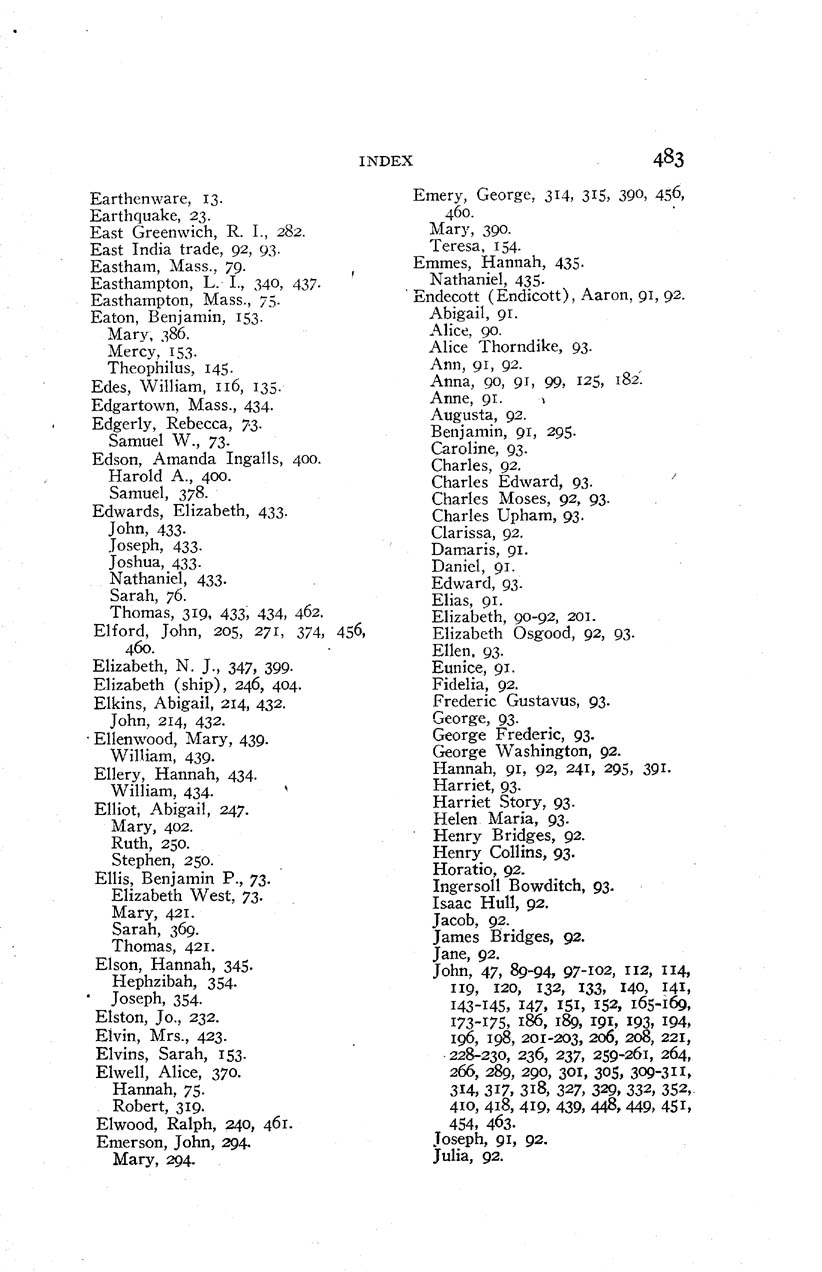 INDEX 483
Earthenware, 13.
Earthquake, 23.
East Greenwich, R. I., 282.
East India trade, 92, 93.
Eastham, Mass., 79.
Easthampton, L. I., 340, 437.
Easthampton, Mass., 75.
Eaton, Benjamin, 153.
Mary, 386.
Mercy, 153.
Theophilus, 145.
Edes, William, 116, 135.
Edgartown, Mass., 434.
Edgerly, Rebecca, 73.
Samuel W., 73.
Edson, Amanda Ingalls, 400.
Harold A., 400.
Samuel, 378.
Edwards, Elizabeth, 433.
John, 433.
Joseph, 433.
Joshua, 433.
Nathaniel, 433.
Sarah, 76.
Thomas, 319, 433, 434, 462.
Elford, John, 205, 271, 374, 456,
460.
Elizabeth, N. J., 347, 399.
Elizabeth (ship), 246, 404.
Elkins, Abigail, 214, 432.
John, 214, 432.
Ellenwood, Mary, 439.
William, 439.
Ellery, Hannah, 434.
William, 434.
Elliot, Abigail, 247.
Mary, 402.
Ruth, 250.
Stephen, 250.
Ellis, Benjamin P., 73.
Elizabeth West, 73.
Mary, 421.
Sarah, 369.
Thomas, 421.
Elson, Hannah, 345.
Hephzibah, 354.
Joseph, 354.
Elston, Jo., 232.
Elvin, Mrs., 423.
Elvins, Sarah, 153.
Elwell, Alice, 370.
Hannah, 75.
Robert, 319.
Elwood, Ralph, 240, 461.
Emerson, John, 294.
Mary, 294.
Emery, George, 314, 315, 390, 456,
460.
Mary, 390.
Teresa, 154.
Emmes, Hannah, 435.
Nathaniel, 435.
Endecott (Endicott), Aaron, 91, 92.
Abigail, 91.
Alice, 90.
Alice Thorndike, 93.
Ann, 91, 92.
Anna, 90, 91, 99, 125, 182.
Anne, 91.
Augusta, 92.
Benjamin, 91, 295.
Caroline, 93.
Charles, 92.
Charles Edward, 93.
Charles Moses, 92, 93.
Charles Upham, 93.
Clarissa, 92.
Damaris, 91.
Daniel, 91.
Edward, 93.
Elias, 91.
Elizabeth, 90-92, 201.
Elizabeth Osgood, 92, 93.
Ellen, 93.
Eunice, 91.
Fidelia, 92.
Frederic Gustavus, 93.
George, 93.
George Frederic, 93.
George Washington, 92.
Hannah, 91, 92, 241, 295, 391.
Harriet, 93.
Harriet Story, 93.
Helen Maria, 93.
Henry Bridges, 92.
Henry Collins, 93.
Horatio, 92.
Ingersoll Bowditch, 93.
Isaac Hull, 92.
Jacob, 92.
James Bridges, 92.
Jane, 92.
John, 47, 89-94, 97-102, 112, 114,
119, 120, 132, 133, 140, 141,
143-145, 147, 151, 152, 165-169,
173-175, 186, 189, 191, 193, 194,
196, 198, 201-203, 206, 208, 221,
228-230, 236, 237, 259-261, 264,
266, 289, 290, 301, 305, 309-311,
314, 317, 318, 327, 329, 332, 352,
410, 418, 419, 439, 448, 449, 451,
454, 463.
Joseph, 91, 92.
Julia, 92.